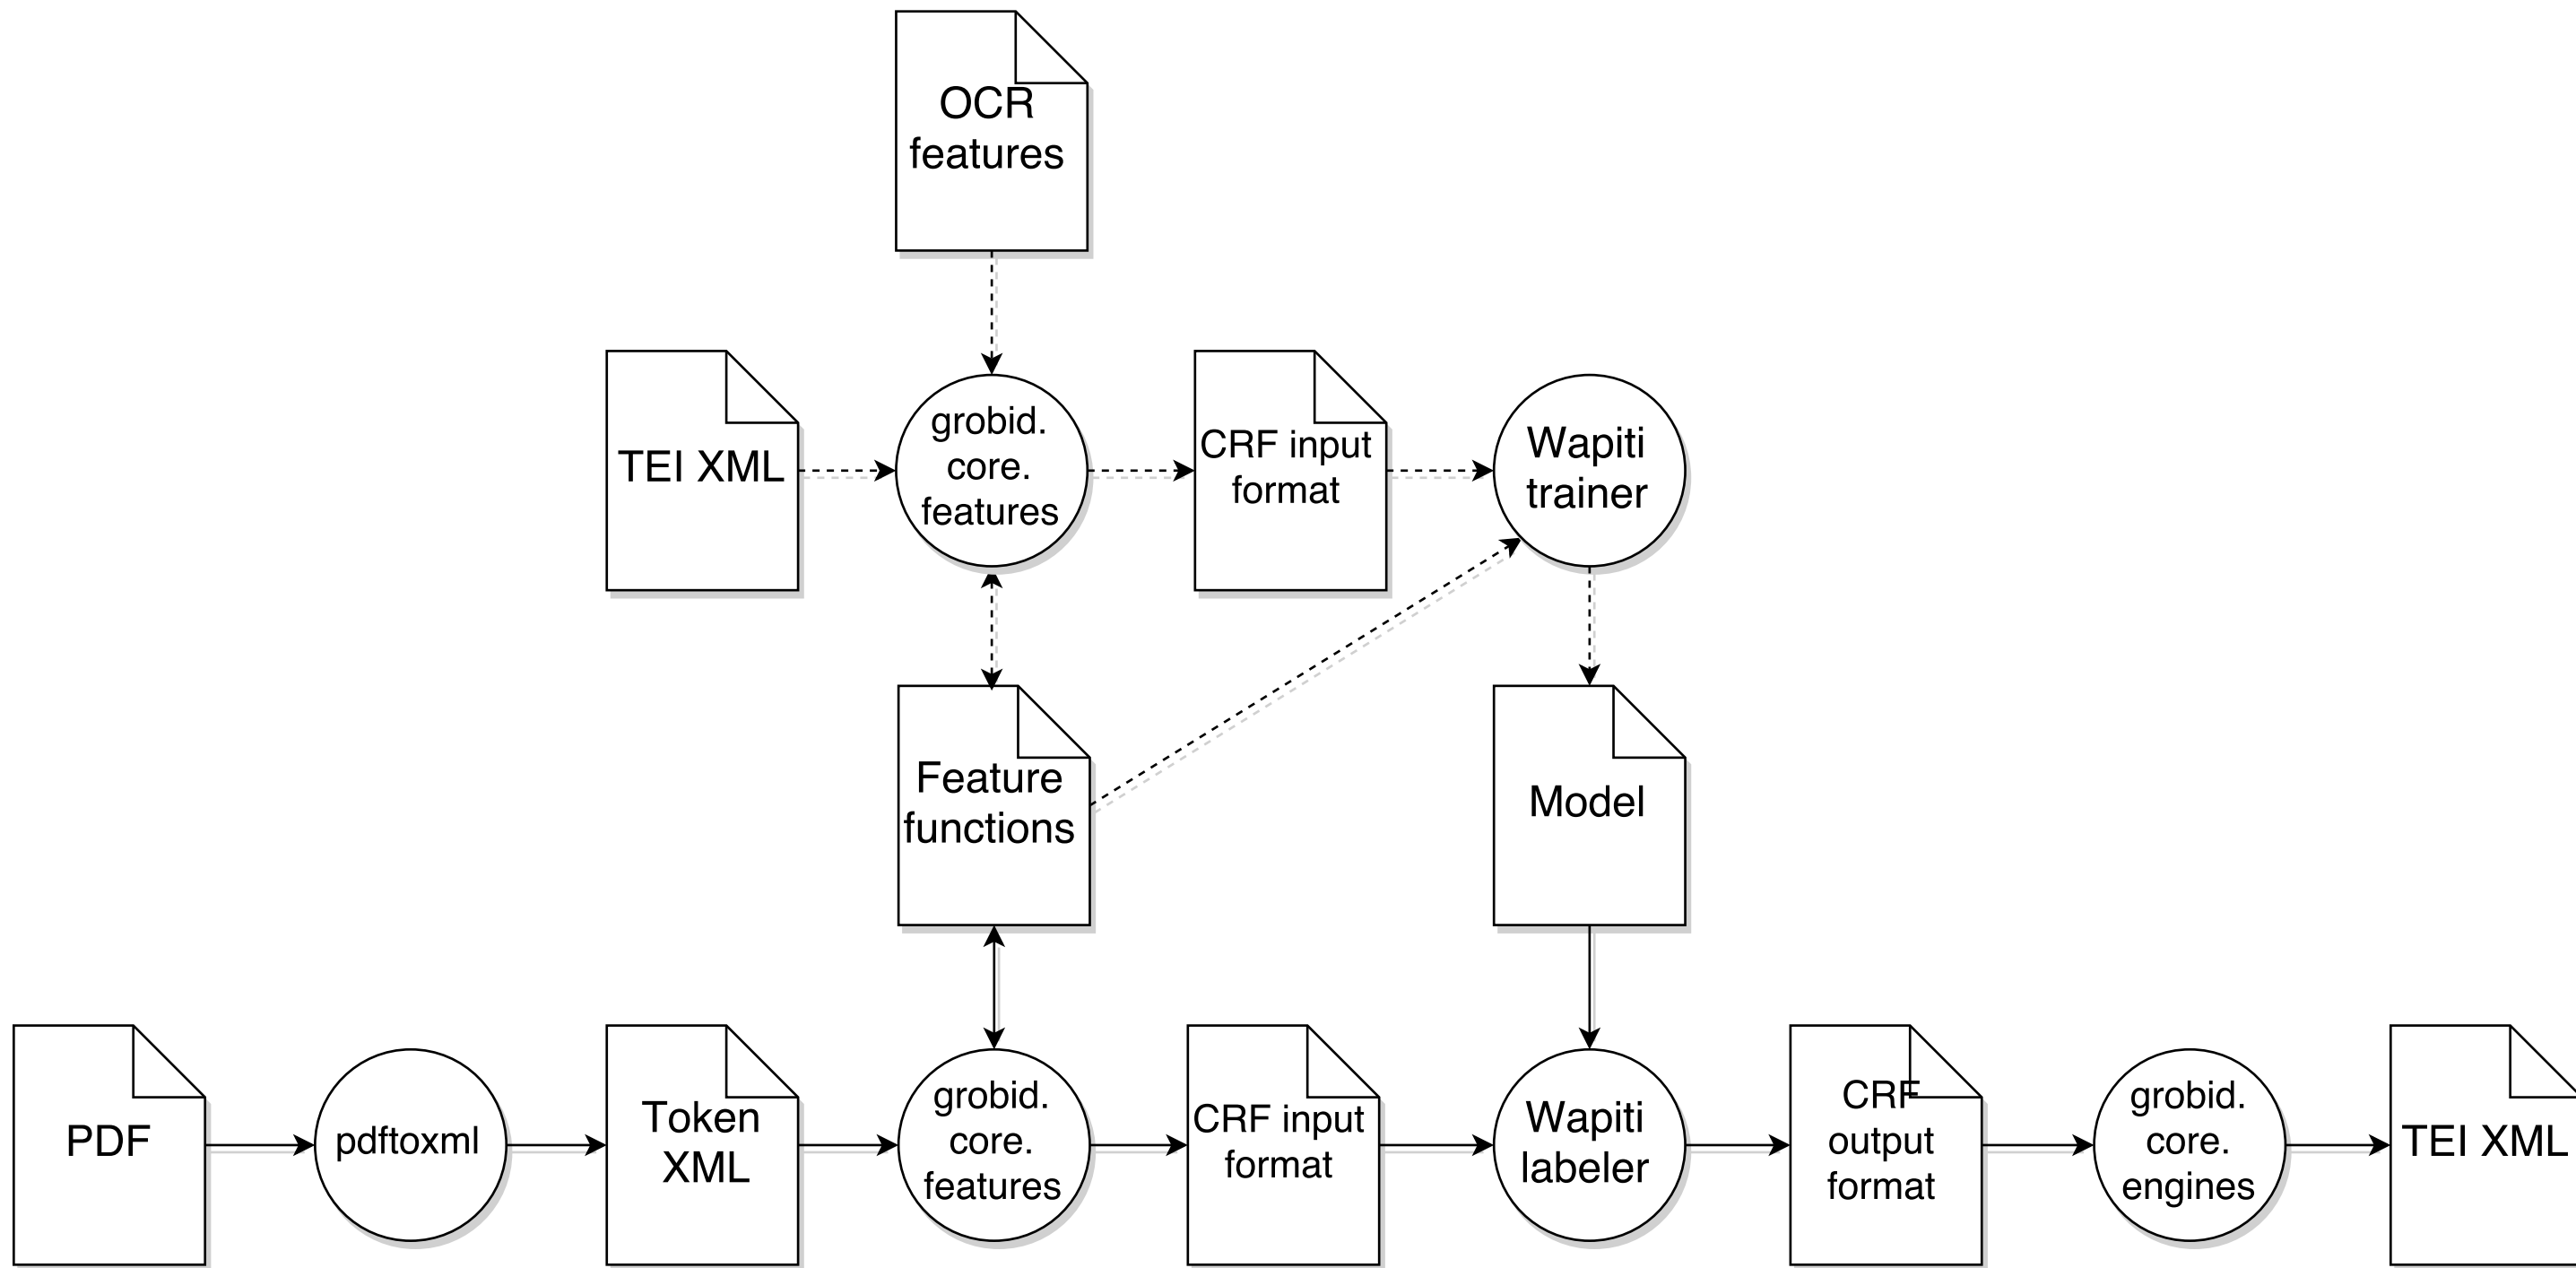 OCR
features
TEI XML
grobid.
core.
features
CRF input
format
Wapiti
trainer
Feature
functions
Model
PDF
pdftoxml
Token
XML
grobid.
core.
features
CRF input
format
Wapiti
labeler
CRF
output
format
grobid.
core.
engines
TEI XML